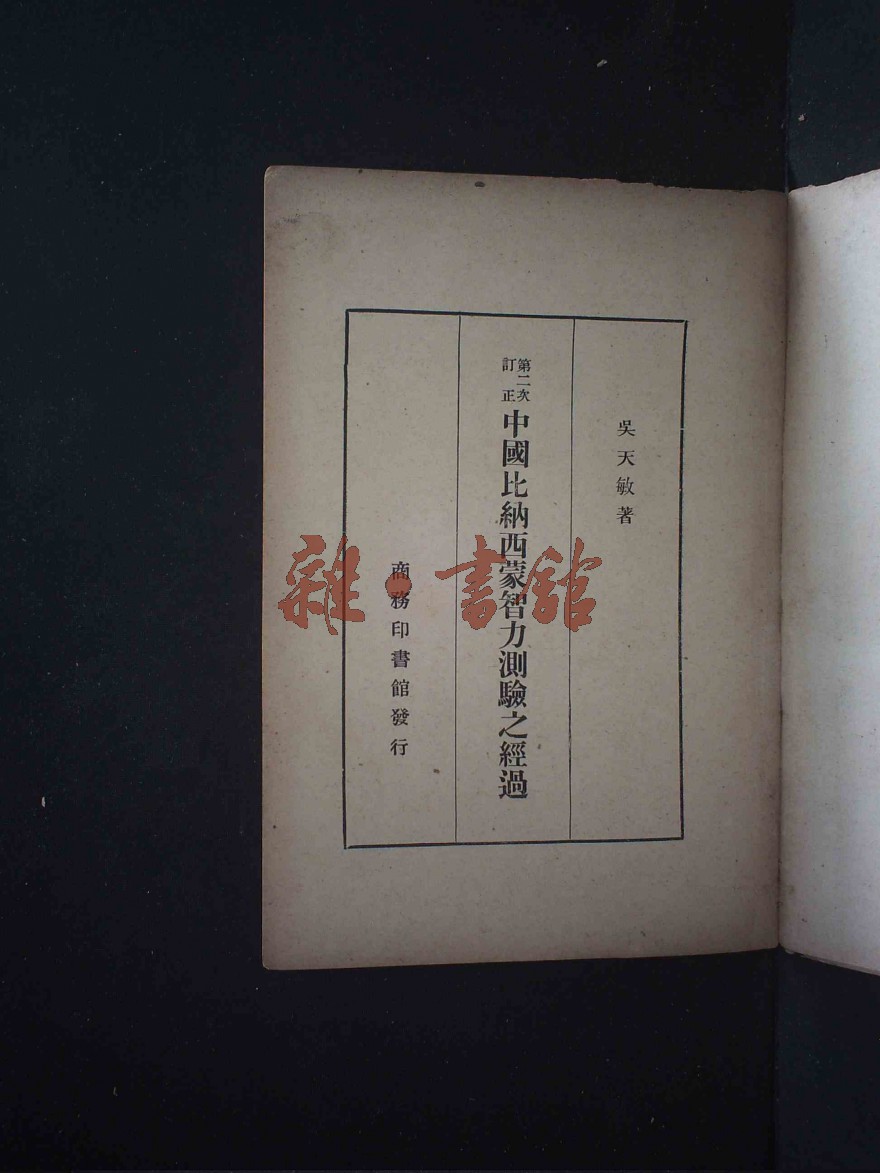 吳天敏著
第二次
訂正
中國比納西蒙智力測驗之經過
商務印書館發行
雜·書館